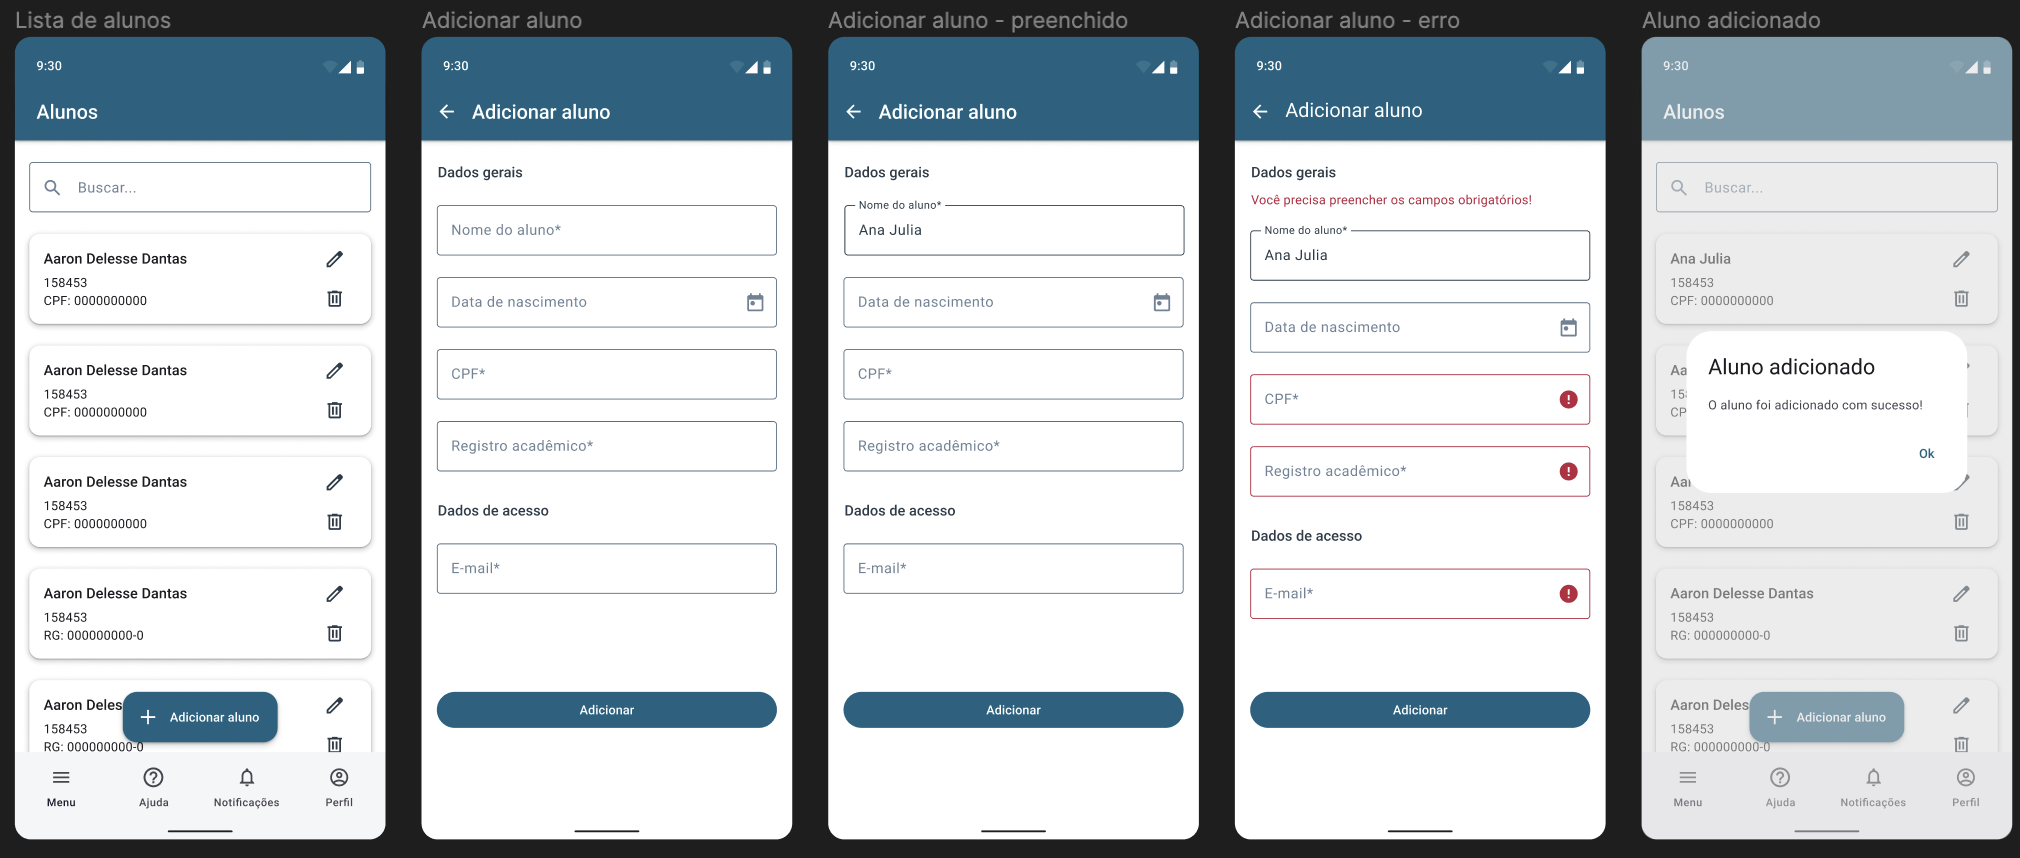 Lista de alunos
9:30
Alunos
Buscar...
Aaron Delesse Dantas
158453
CPF: 0000000000
Aaron Delesse Dantas
158453
CPF: 0000000000
Aaron Delesse Dantas
158453
CPF: 0000000000
Aaron Delesse Dantas
158453
RG: 000000000-0
Aaron Deles
158453
RG: 000000000-0
Adicionar aluno
Menu
Ajuda
Notificações
Perfil
Adicionar aluno
9:30
Adicionar aluno
Dados gerais
Nome do aluno*
Data de nascimento
CPF*
Registro acadêmico*
Dados de acesso
E-mail*
Adicionar
Adicionar aluno - preenchido
9:30
Adicionar aluno
Dados gerais
Nome do aluno*
Ana Julia
Data de nascimento
CPF*
Registro acadêmico*
Dados de acesso
E-mail*
Adicionar
Adicionar aluno - erro
9:30
Adicionar aluno
Dados gerais
Você precisa preencher os campos obrigatórios!
Nome do aluno*
Ana Julia
Data de nascimento
CPF*
Registro acadêmico*
Dados de acesso
E-mail*
Adicionar
Aluno adicionado
9:30
Alunos
Buscar...
Ana Julia
158453
CPF: 0000000000
Aa
15
CP
Aluno adicionado
O aluno foi adicionado com sucesso!
Ok
Aa
158453
CPF: 0000000000
Aaron Delesse Dantas
158453
RG: 000000000-0
Aaron Deles
158453
RG: 000000000-0
Adicionar aluno
Menu
Ajuda
Notificações
Perfil